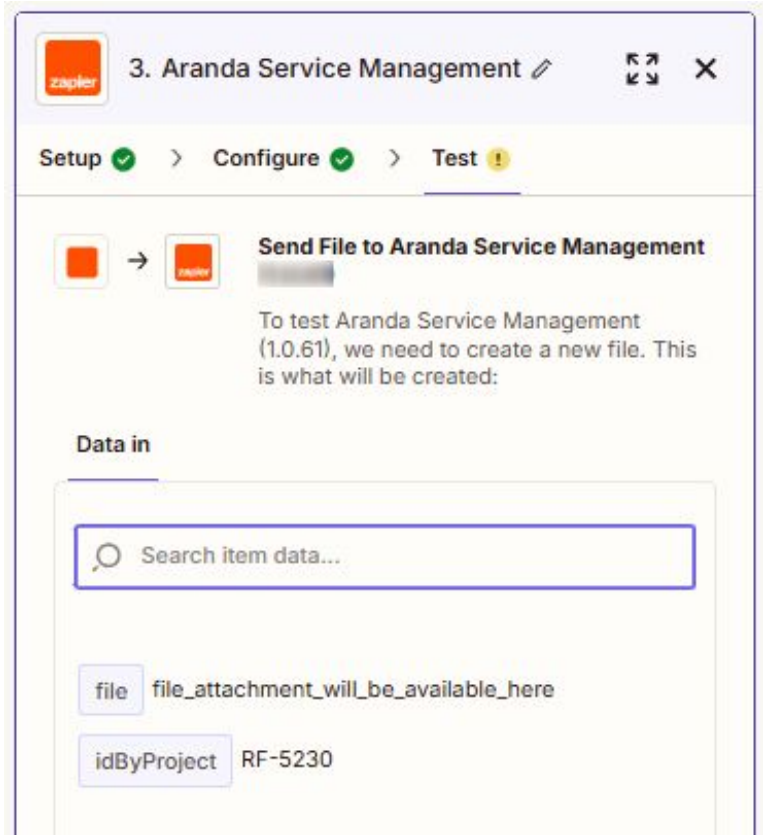 zapier
3. Aranda Service Management
Setup > Configure > Test
zapier
Send File to Aranda Service Management
To test Aranda Service Management
(1.0.61), we need to create a new file. This
is what will be created:
Data in
Search item data...
file file_attachment_will_be_available_here
idByProject RF-5230